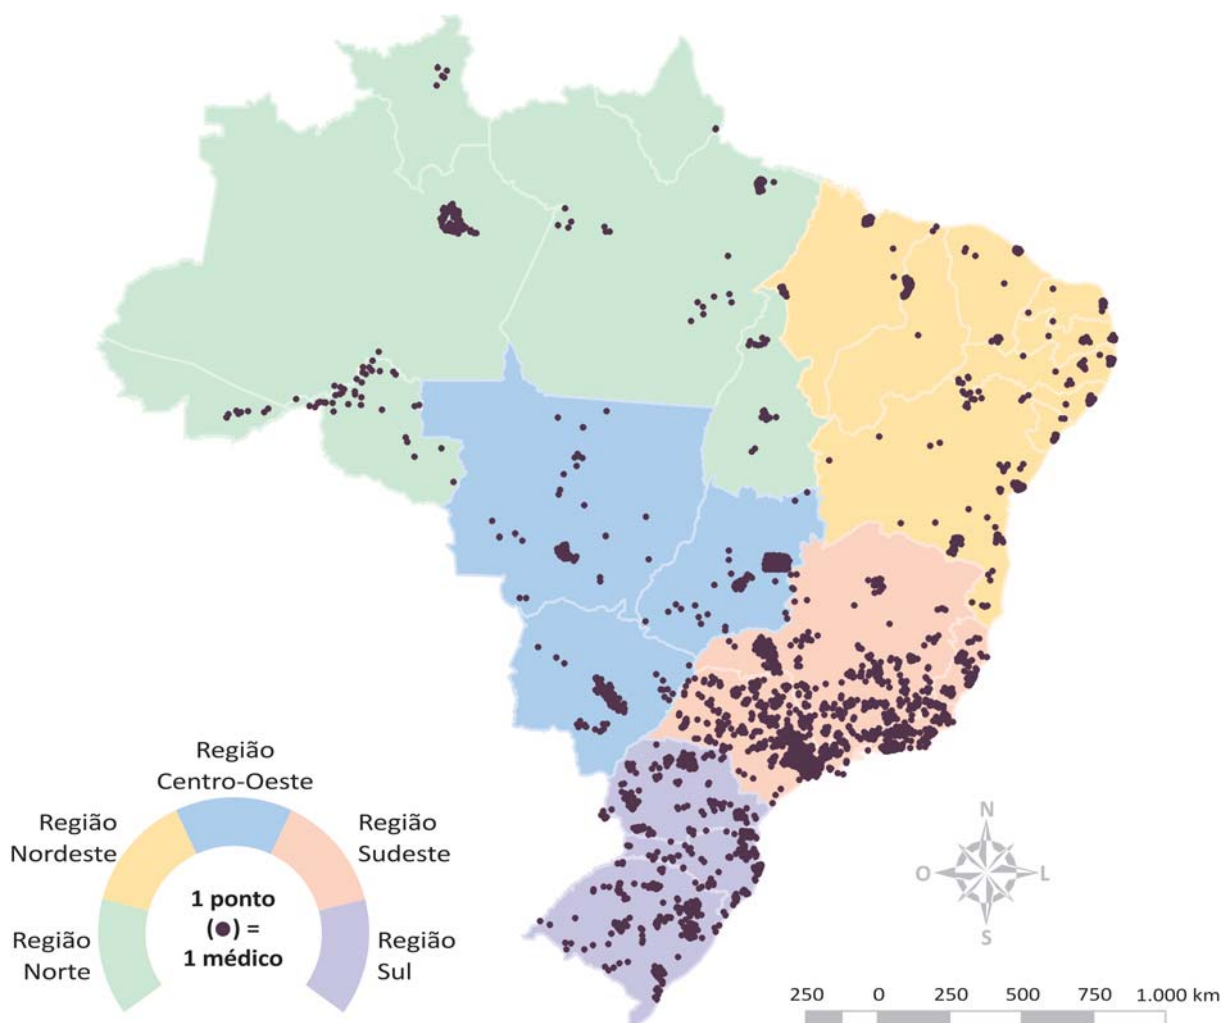 Região
Centro-Oeste
Região
Nordeste
Região
Sudeste
1 ponto
(●) =
1 médico
Região
Norte
Região
Sul
N
O
L
S
250 0 250 500 750 1.000 km